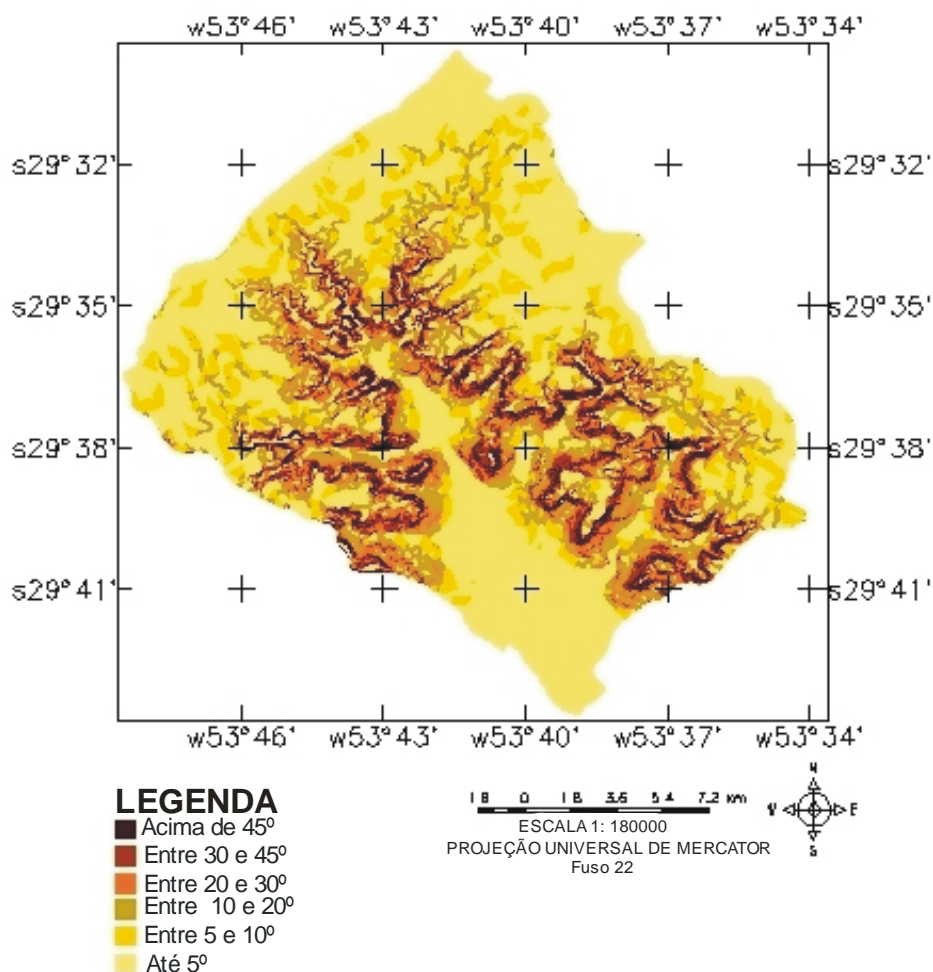 w53° 46' w53° 43' w53° 40' w53° 37' w53° 34'
s29° 32' s29° 32'
s29° 35' s29° 35'
s29° 38' s29° 38'
s29° 41' s29° 41'
w53° 46' w53° 43' w53° 40' w53° 37' w53° 34'
LEGENDA
Acima de 45º
Entre 30 e 45º
Entre 20 e 30º
Entre 10 e 20º
Entre 5 e 10º
Até 5º
1 8 0 1 8 3.6 5 4 7.2 km
ESCALA 1: 180000
PROJEÇÃO UNIVERSAL DE MERCATOR
Fuso 22
N
E
S